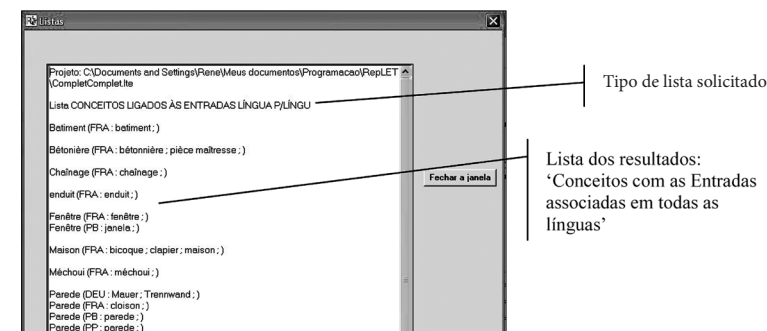 Listas
Projeto: C:\Documents and Settings\Rene\Meus documentos\Programacao\RepLET
\CompletComplet.lte
Lista CONCEITOS LIGADOS ÀS ENTRADAS LÍNGUA P/LÍNGU
Batiment (FRA : batiment ; )
Bétonière (FRA : bétonnière ; pièce maîtresse ; )
Chaînage (FRA : chaînage ; )
enduit (FRA : enduit ; )
Fenêtre (FRA : fenêtre ; )
Fenêtre (PB : janela ; )
Maison (FRA : bicoque ; clapier ; maison ; )
Méchoui (FRA : méchoui ; )
Parede (DEU : Mauer ; Trennwand ; )
Parede (FRA : cloison ; )
Parede (PB : parede ; )
Parede (PP : parede ; )
Fechar a janela
Tipo de lista solicitado
Lista dos resultados:
‘Conceitos com as Entradas
associadas em todas as
línguas’